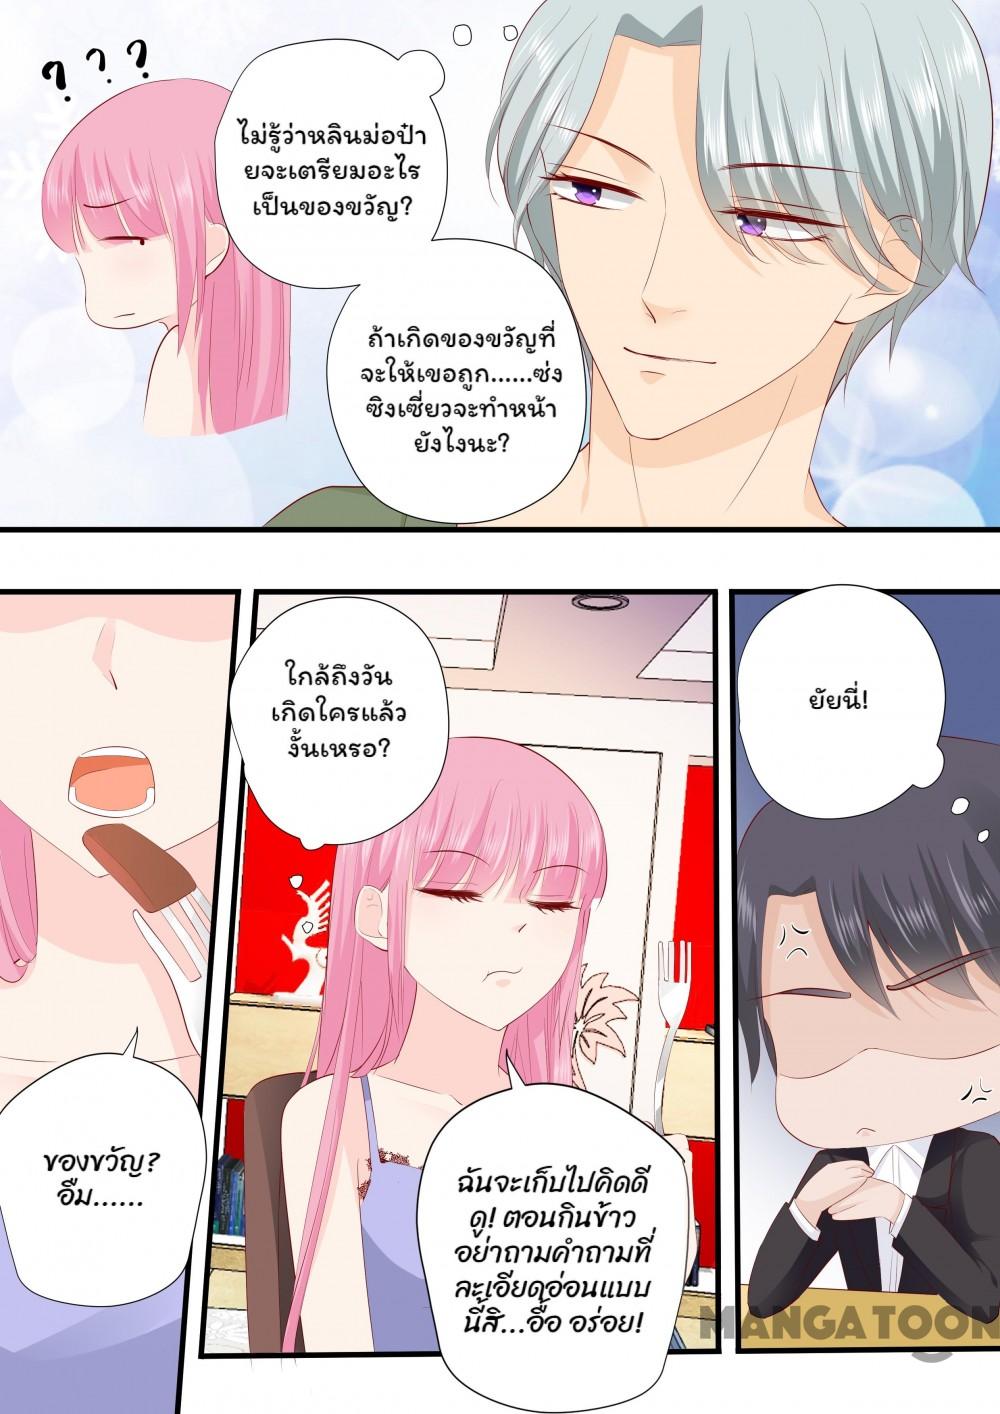 ? ? ?
ไม่รู้ว่าหลินม่อป๋า
ยจะเตรียมอะไร
เป็นของขวัญ?
ถ้าเกิดของขวัญที่
จะให้เขอถูก......ซ่ง
ซิงเซี่ยวจะทำหน้า
ยังไงนะ?
ใกล้ถึงวัน
เกิดใครแล้ว
งั้นเหรอ?
ยัยนี่!
ของขวัญ?
อืม......
ฉันจะเก็บไปคิดดี
ดู! ตอนกินข้าว
อย่าถามคำถามที่
ละเอียดอ่อนแบบ
นี้สิ...อื้อ อร่อย!
MANGATOON